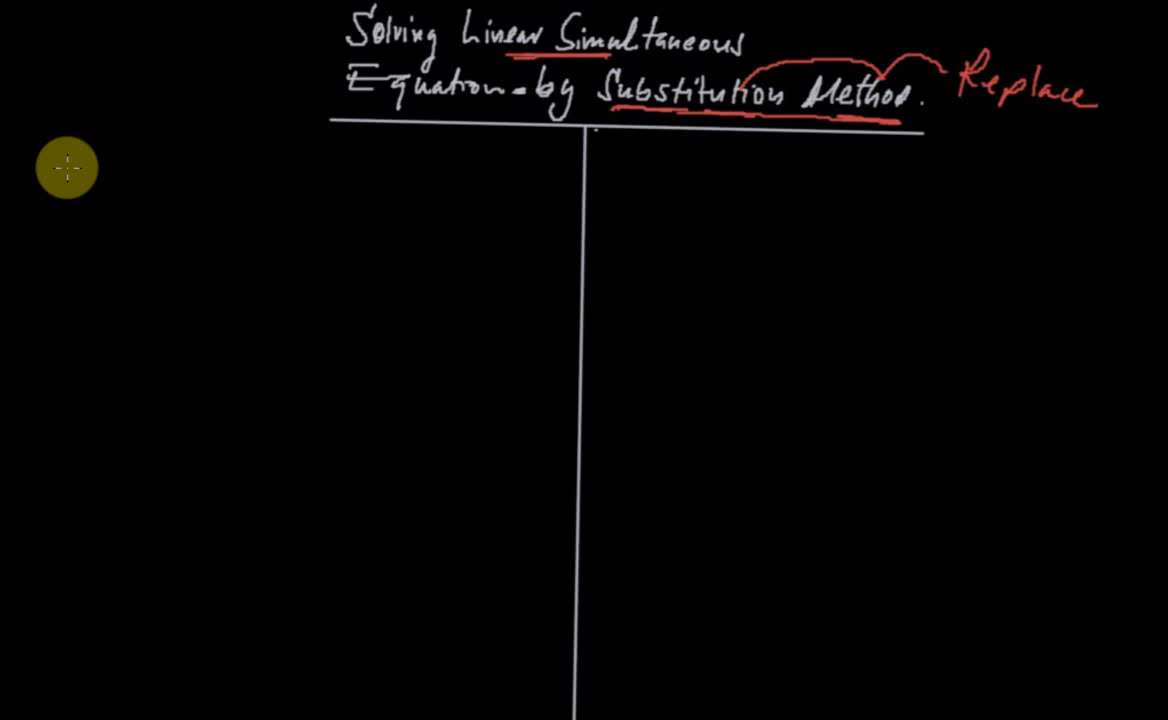 Solving Linear Simultaneous
Equation - by Substitution Method.
Replace